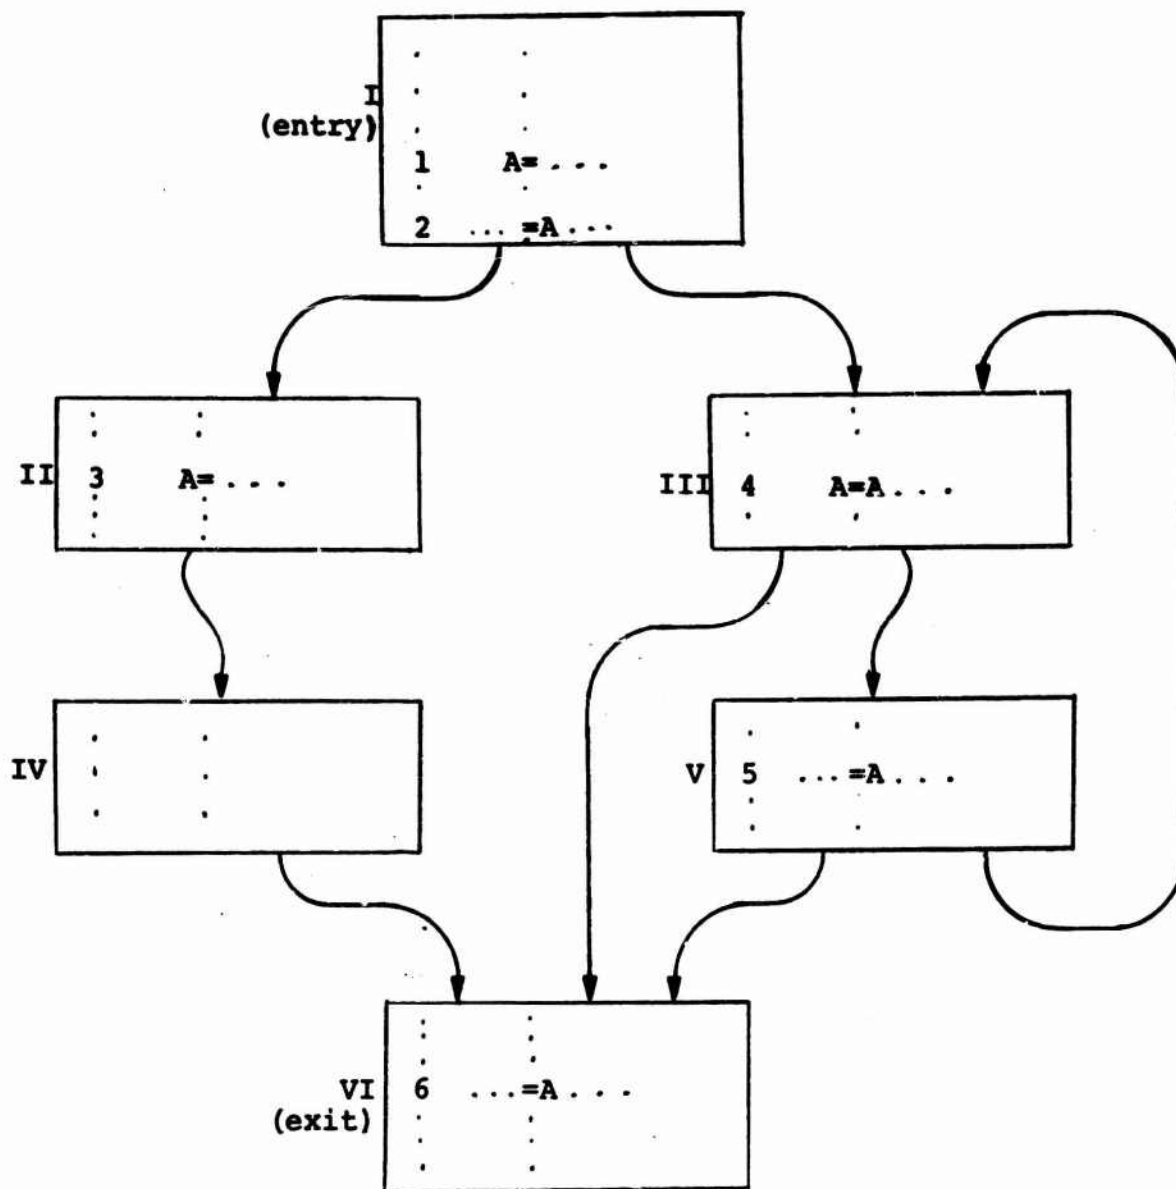 I
(entry)
1 A=...
2 ... =A ...
II 3 A=...
III 4 A=A...
IV
V 5 ... =A...
VI 6 ...=A...
(exit)